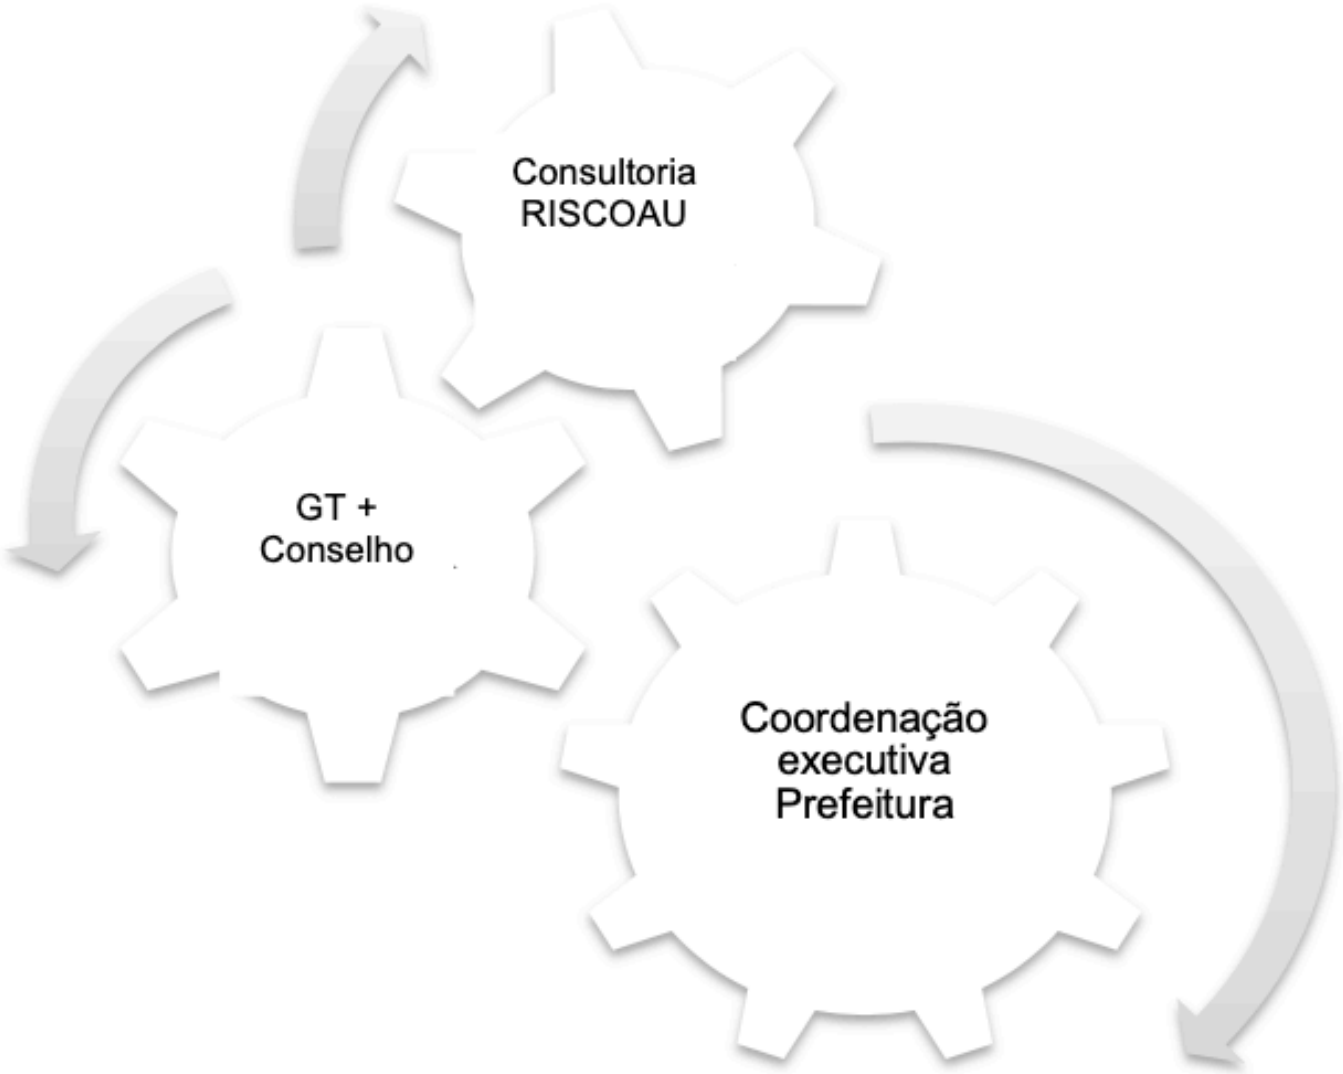 Consultoria
RISCOAU
GT +
Conselho
Coordenação
executiva
Prefeitura